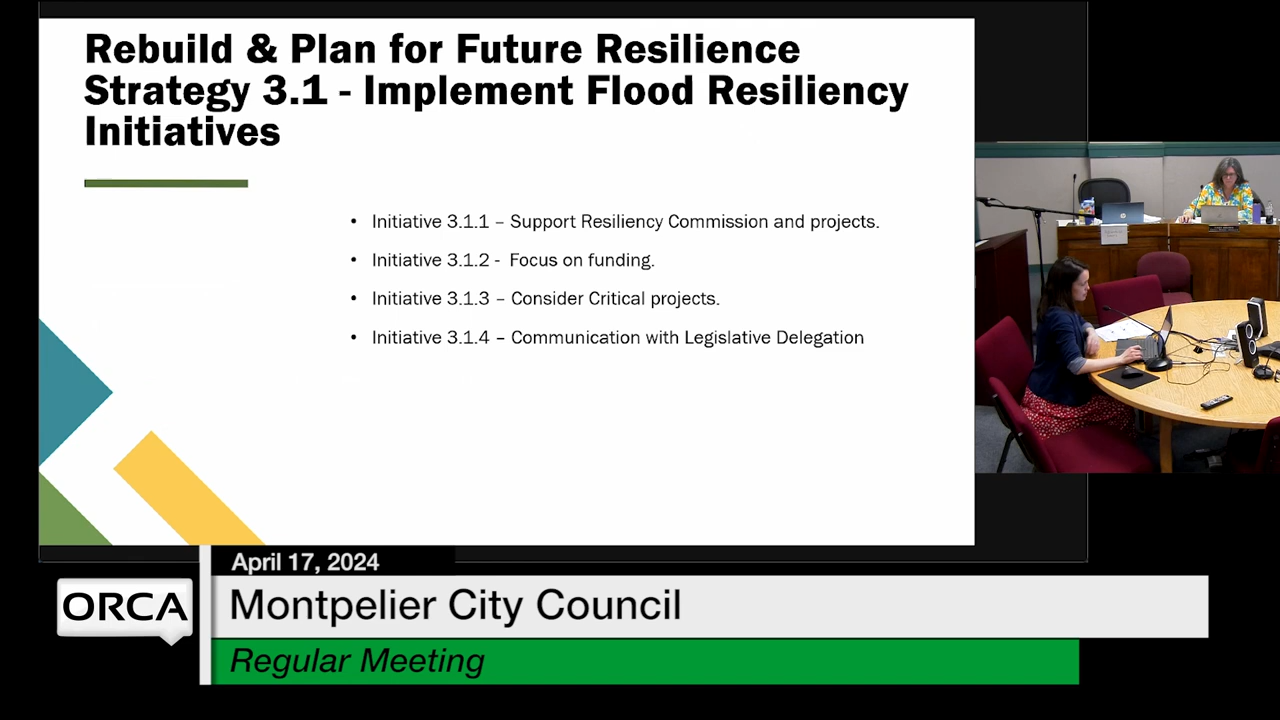 Rebuild & Plan for Future Resilience
Strategy 3.1 - Implement Flood Resiliency
Initiatives
• Initiative 3.1.1 – Support Resiliency Commission and projects.
• Initiative 3.1.2 - Focus on funding.
• Initiative 3.1.3 – Consider Critical projects.
• Initiative 3.1.4 – Communication with Legislative Delegation
April 17, 2024
ORCA
Montpelier City Council
Regular Meeting